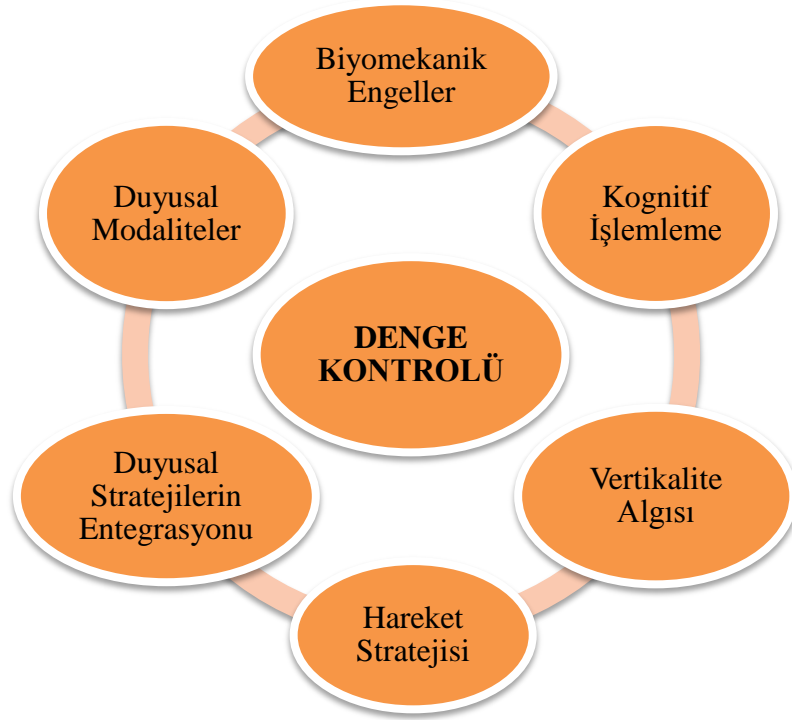 Biyomekanik
Engeller
Duyusal
Modaliteler
Kognitif
İşlemleme
DENGE
KONTROLÜ
Duyusal
Stratejilerin
Entegrasyonu
Vertikalite
Algısı
Hareket
Stratejisi